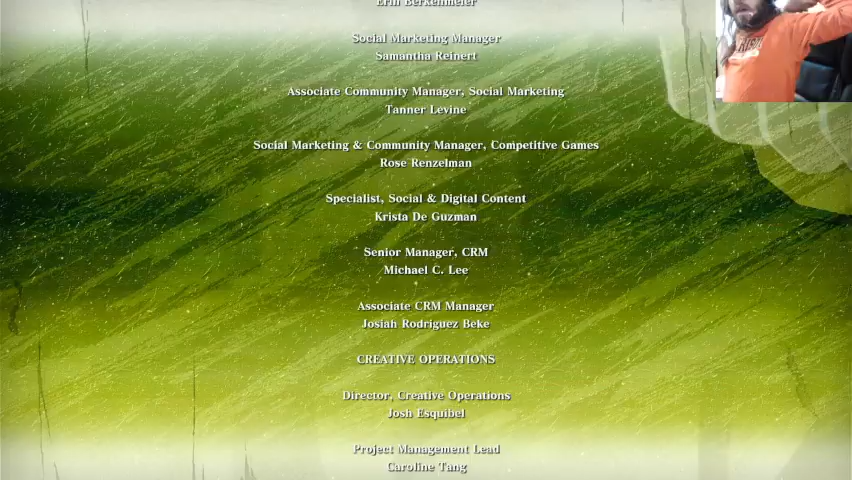 Erin Berkenmeier
Social Marketing Manager
Samantha Reinert
Associate Community Manager, Social Marketing
Tanner Levine
Social Marketing & Community Manager, Competitive Games
Rose Renzelman
Specialist, Social & Digital Content
Krista De Guzman
Senior Manager, CRM
Michael C. Lee
Associate CRM Manager
Josiah Rodriguez Beke
CREATIVE OPERATIONS
Director, Creative Operations
Josh Esquibel
Project Management Lead
Caroline Tang